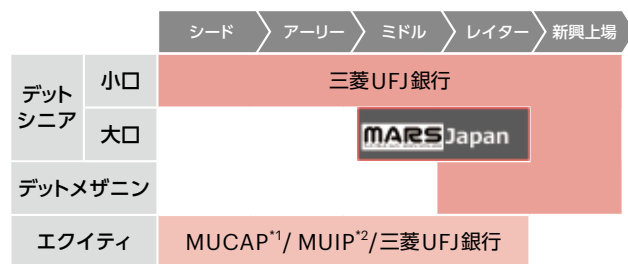 シード アーリー ミドル レイター 新興上場
デット
シニア
小口
三菱UFJ銀行
大口
MARS Japan
デットメザニン
エクイティ
MUCAP*1/ MUIP*2/三菱UFJ銀行